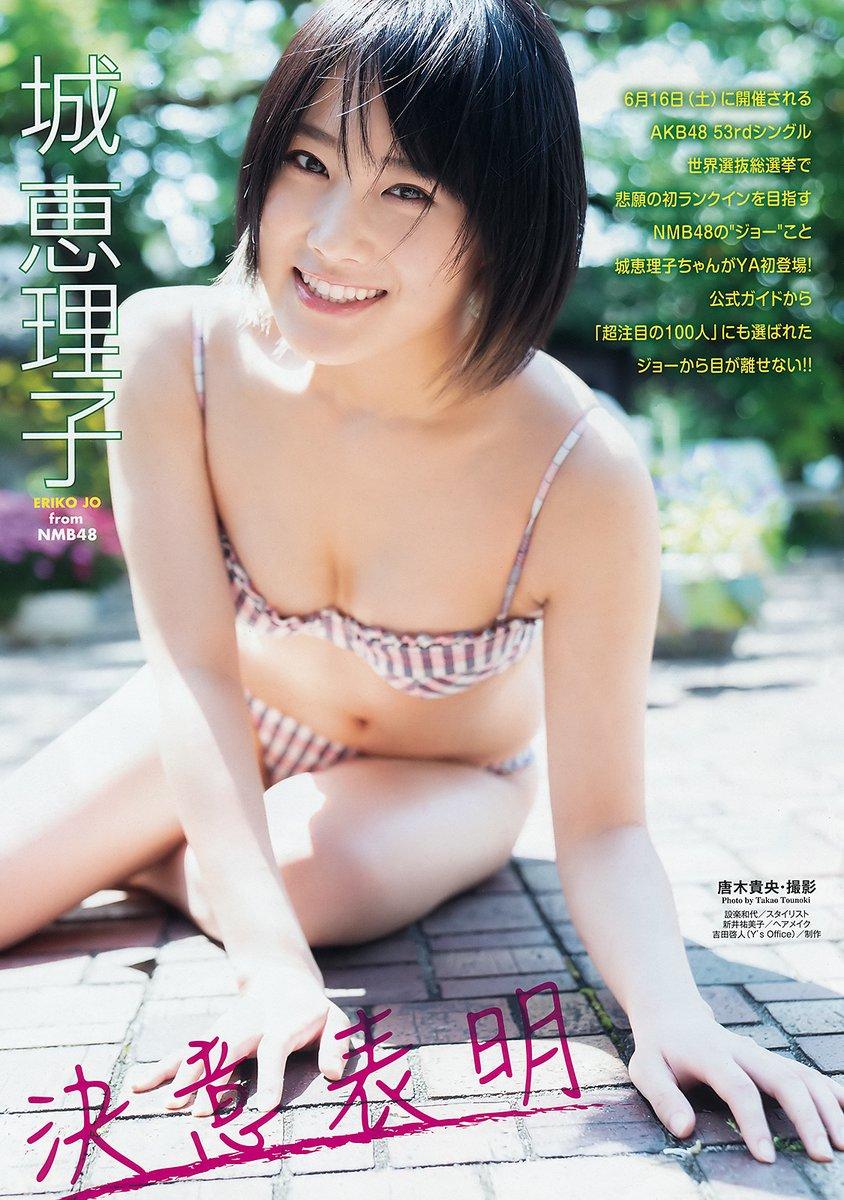 城恵理子
ERIKO JO
from
NMB48
6月16日(土)に開催される
AKB48 53rdシングル
世界選抜総選挙で
悲願の初ランクインを目指す
NMB48の"ジョー"こと
城恵理子ちゃんがYA初登場!
公式ガイドから
「超注目の100人」にも選ばれた
ジョーから目が離せない!!
唐木貴央・撮影
Photo by Takao Tounoki
設楽和代/スタイリスト
新井祐美子/ヘアメイク
吉田啓人(Y`s Office)/制作
決意表明